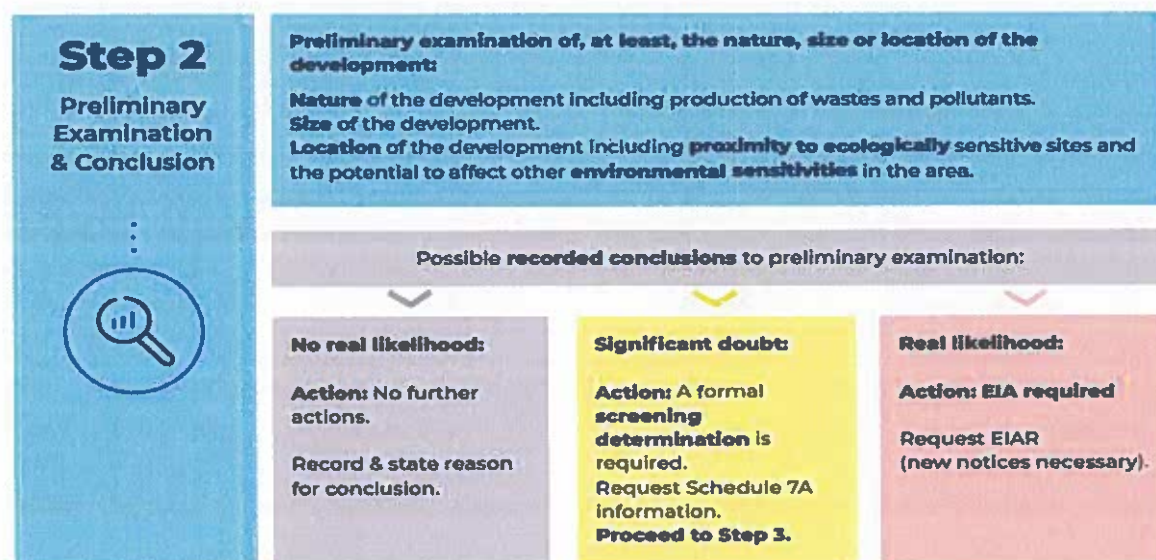 Step 2
Preliminary
Examination
& Conclusion
Preliminary examination of, at least, the nature, size or location of the
development:
Nature of the development including production of wastes and pollutants.
Size of the development.
Location of the development including proximity to ecologically sensitive sites and
the potential to affect other environmental sensitivities in the area.
Possible recorded conclusions to preliminary examination:
No real likelihood:
Action: No further
actions.
Record & state reason
for conclusion.
Significant doubt:
Action: A formal
screening
determination is
required.
Request Schedule 7A
information.
Proceed to Step 3.
Real likelihood:
Action: EIA required
Request EIAR
(new notices necessary).